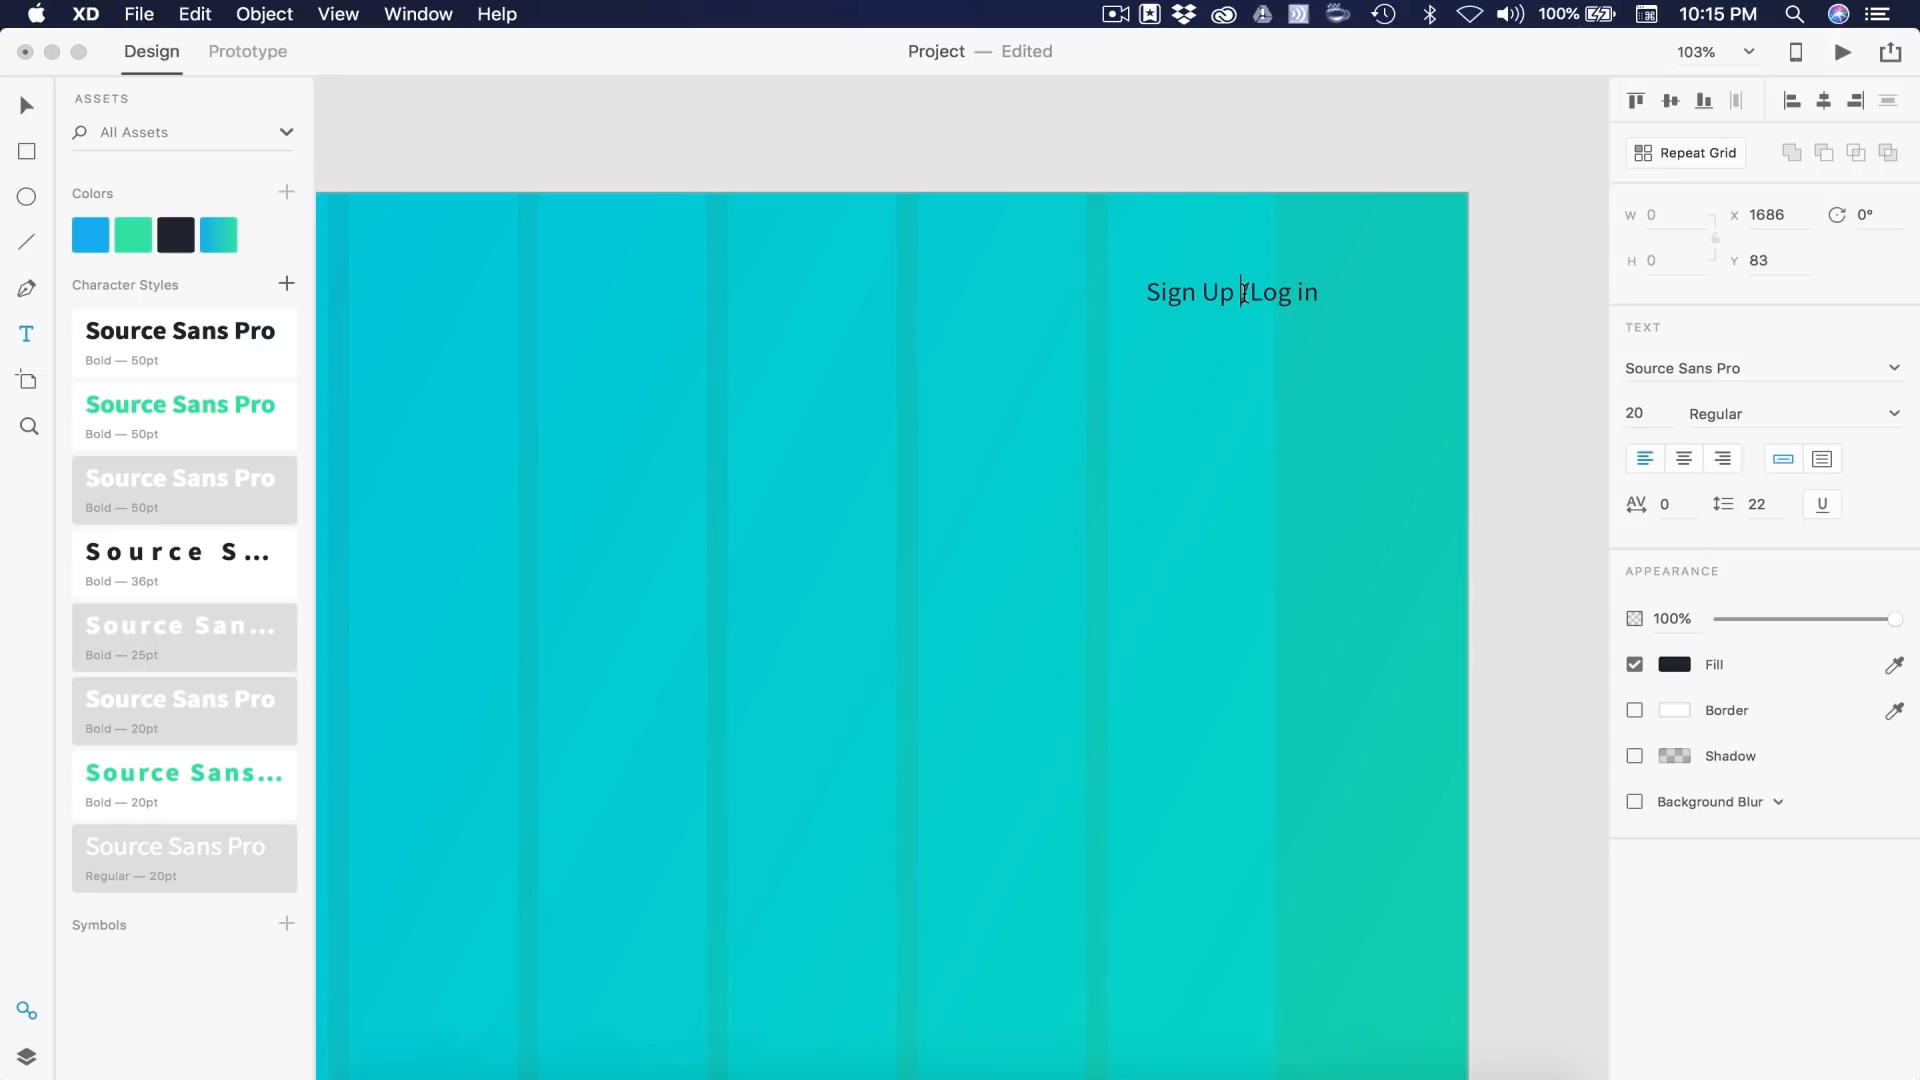 XD File Edit Object View Window Help 100% 10:15 PM
Design Prototype Project — Edited 103%
ASSETS
All Assets
Colors
Character Styles
Source Sans Pro
Bold — 50pt
Source Sans Pro
Bold — 50pt
Source Sans Pro
Bold — 50pt
Source S...
Bold — 36pt
Source San...
Bold — 25pt
Source Sans Pro
Bold — 20pt
Source Sans...
Bold — 20pt
Source Sans Pro
Regular — 20pt
Symbols
Sign Up Log in
Repeat Grid
W 0 X 1686 0°
H 0 Y 83
TEXT
Source Sans Pro
20 Regular
AV 0 22 U
APPEARANCE
100%
Fill
Border
Shadow
Background Blur